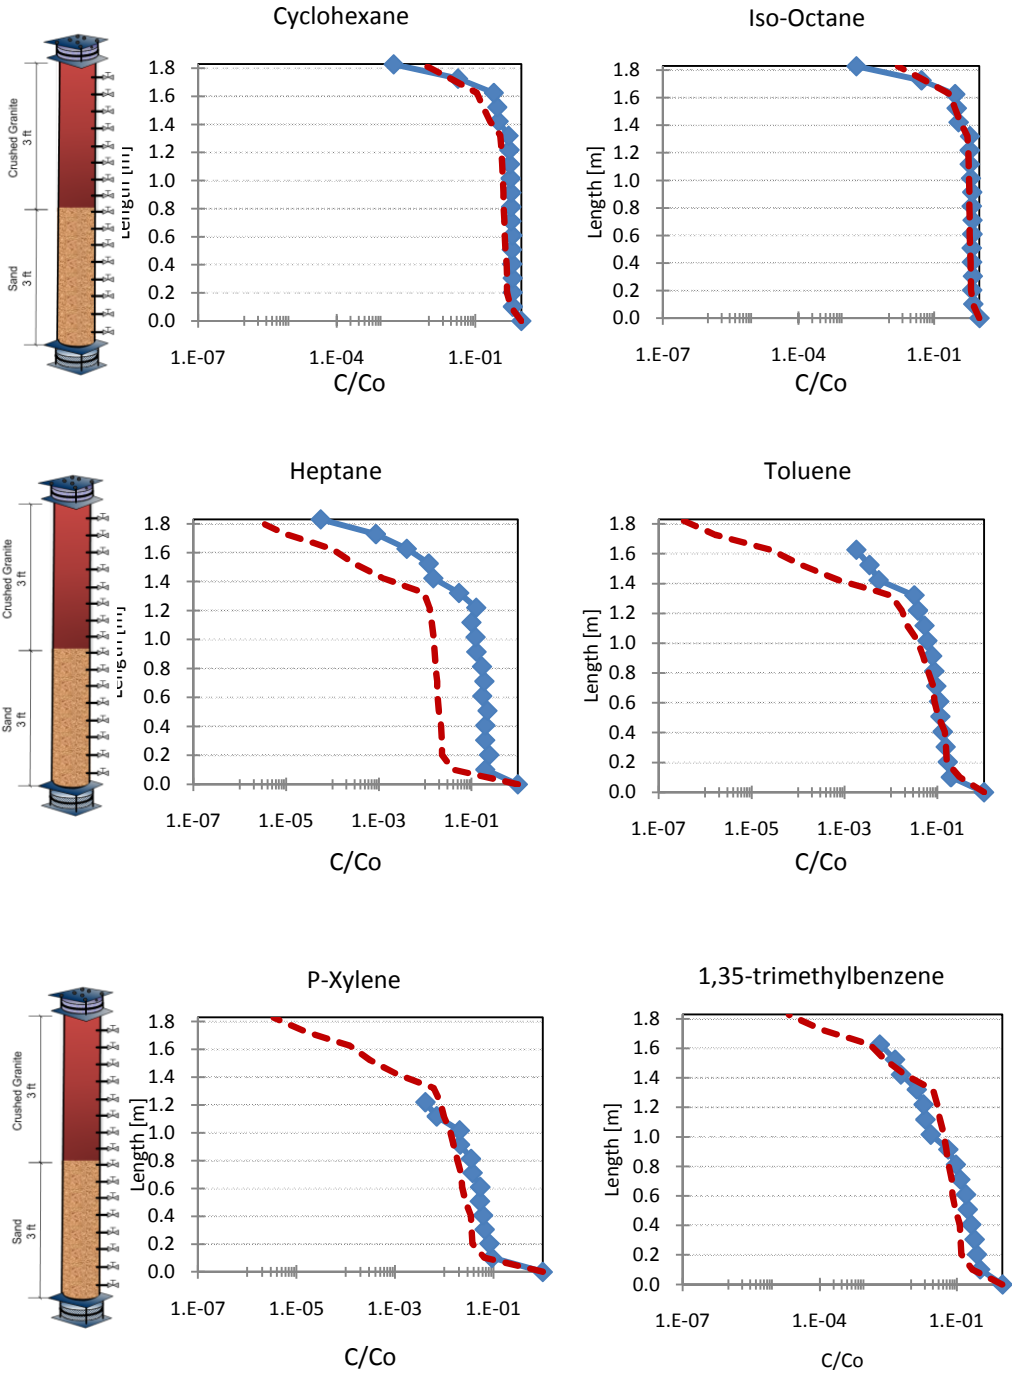 Cyclohexane
Crushed Granite
3 ft
Sand
3 ft
Length [m]
1.8
1.6
1.4
1.2
1.0
0.8
0.6
0.4
0.2
0.0
1.E-07
1.E-04
1.E-01
C/Co
Iso-Octane
Length [m]
1.8
1.6
1.4
1.2
1.0
0.8
0.6
0.4
0.2
0.0
1.E-07
1.E-04
1.E-01
C/Co
Heptane
Crushed Granite
3 ft
Sand
3 ft
Length [m]
1.8
1.6
1.4
1.2
1.0
0.8
0.6
0.4
0.2
0.0
1.E-07
1.E-05
1.E-03
1.E-01
C/Co
Toluene
Length [m]
1.8
1.6
1.4
1.2
1.0
0.8
0.6
0.4
0.2
0.0
1.E-07
1.E-05
1.E-03
1.E-01
C/Co
P-Xylene
Crushed Granite
3 ft
Sand
3 ft
Length [m]
1.8
1.6
1.4
1.2
1.0
0.8
0.6
0.4
0.2
0.0
1.E-07
1.E-05
1.E-03
1.E-01
C/Co
1,35-trimethylbenzene
Length [m]
1.8
1.6
1.4
1.2
1.0
0.8
0.6
0.4
0.2
0.0
1.E-07
1.E-04
1.E-01
C/Co